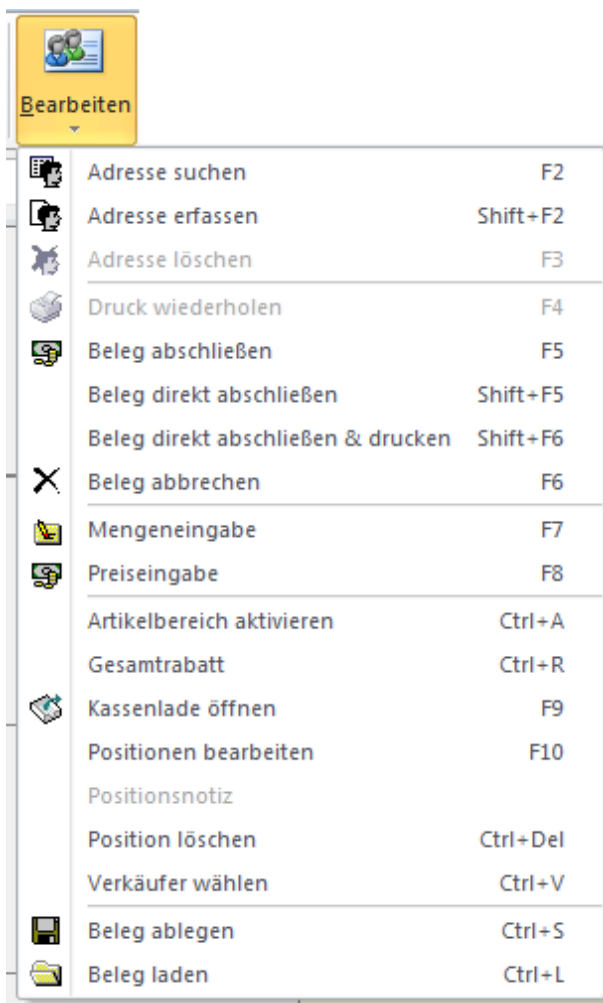 Bearbeiten
Adresse suchen F2
Adresse erfassen Shift+F2
Adresse löschen F3
Druck wiederholen F4
Beleg abschließen F5
Beleg direkt abschließen Shift+F5
Beleg direkt abschließen & drucken Shift+F6
Beleg abbrechen F6
Mengeneingabe F7
Preiseingabe F8
Artikelbereich aktivieren Ctrl+A
Gesamtrabatt Ctrl+R
Kassenlade öffnen F9
Positionen bearbeiten F10
Positionsnotiz
Position löschen Ctrl+Del
Verkäufer wählen Ctrl+V
Beleg ablegen Ctrl+S
Beleg laden Ctrl+L